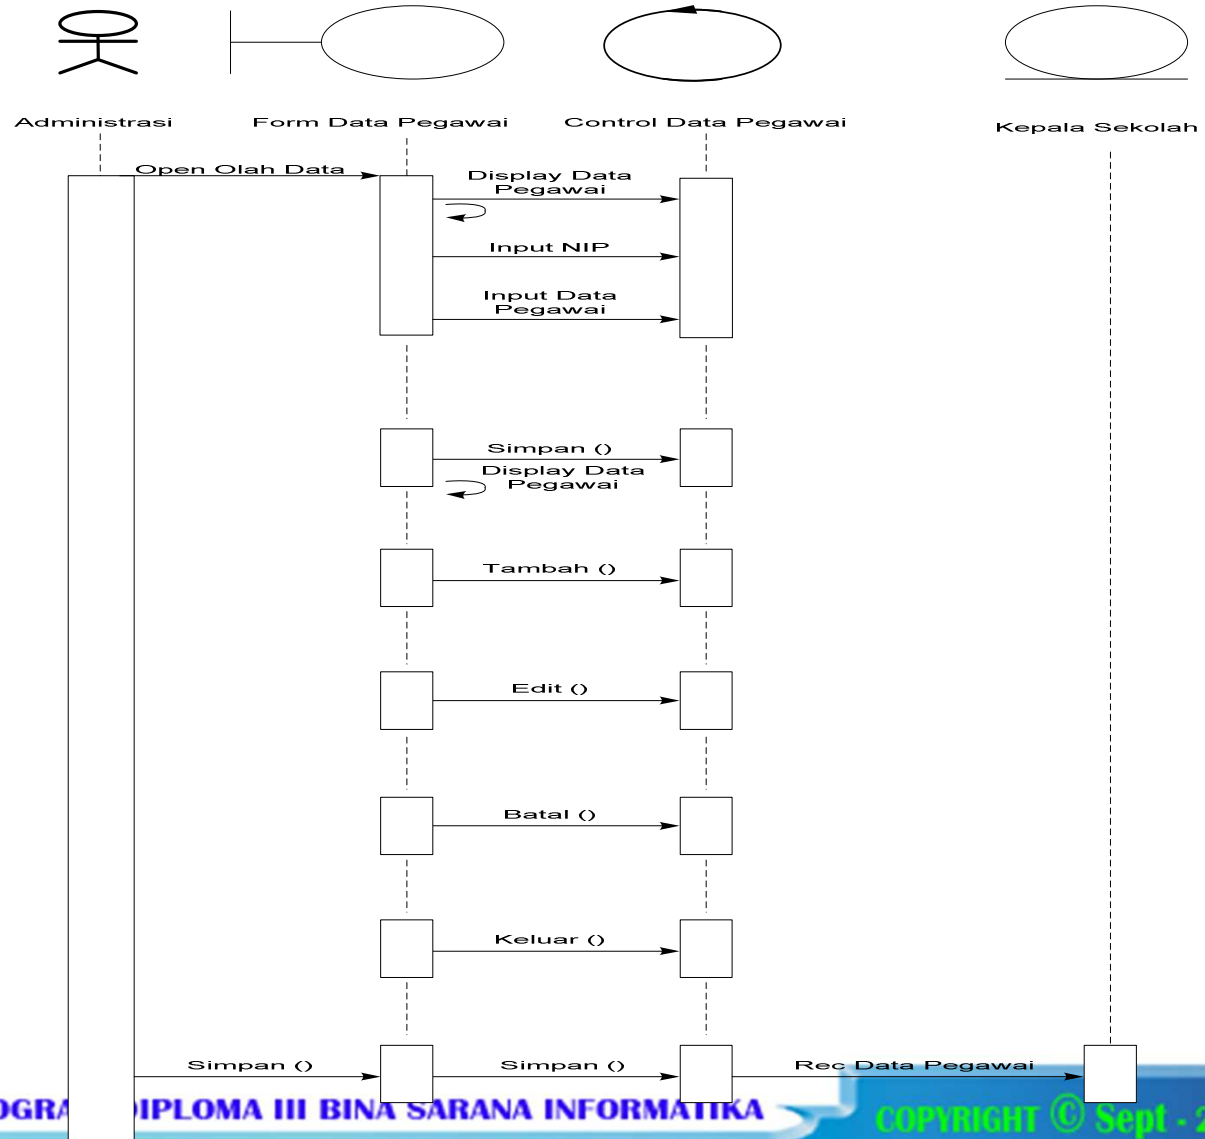 Administrasi
Form Data Pegawai
Control Data Pegawai
Kepala Sekolah
Open Olah Data
Display Data
Pegawai
Input NIP
Input Data
Pegawai
Simpan ()
Display Data
Pegawai
Tambah ()
Edit ()
Batal ()
Keluar ()
Simpan ()
Simpan ()
Rec Data Pegawai
IPLOMA III BINA SARANA INFORMATIKA
COPYRIGHT © Sept - 2